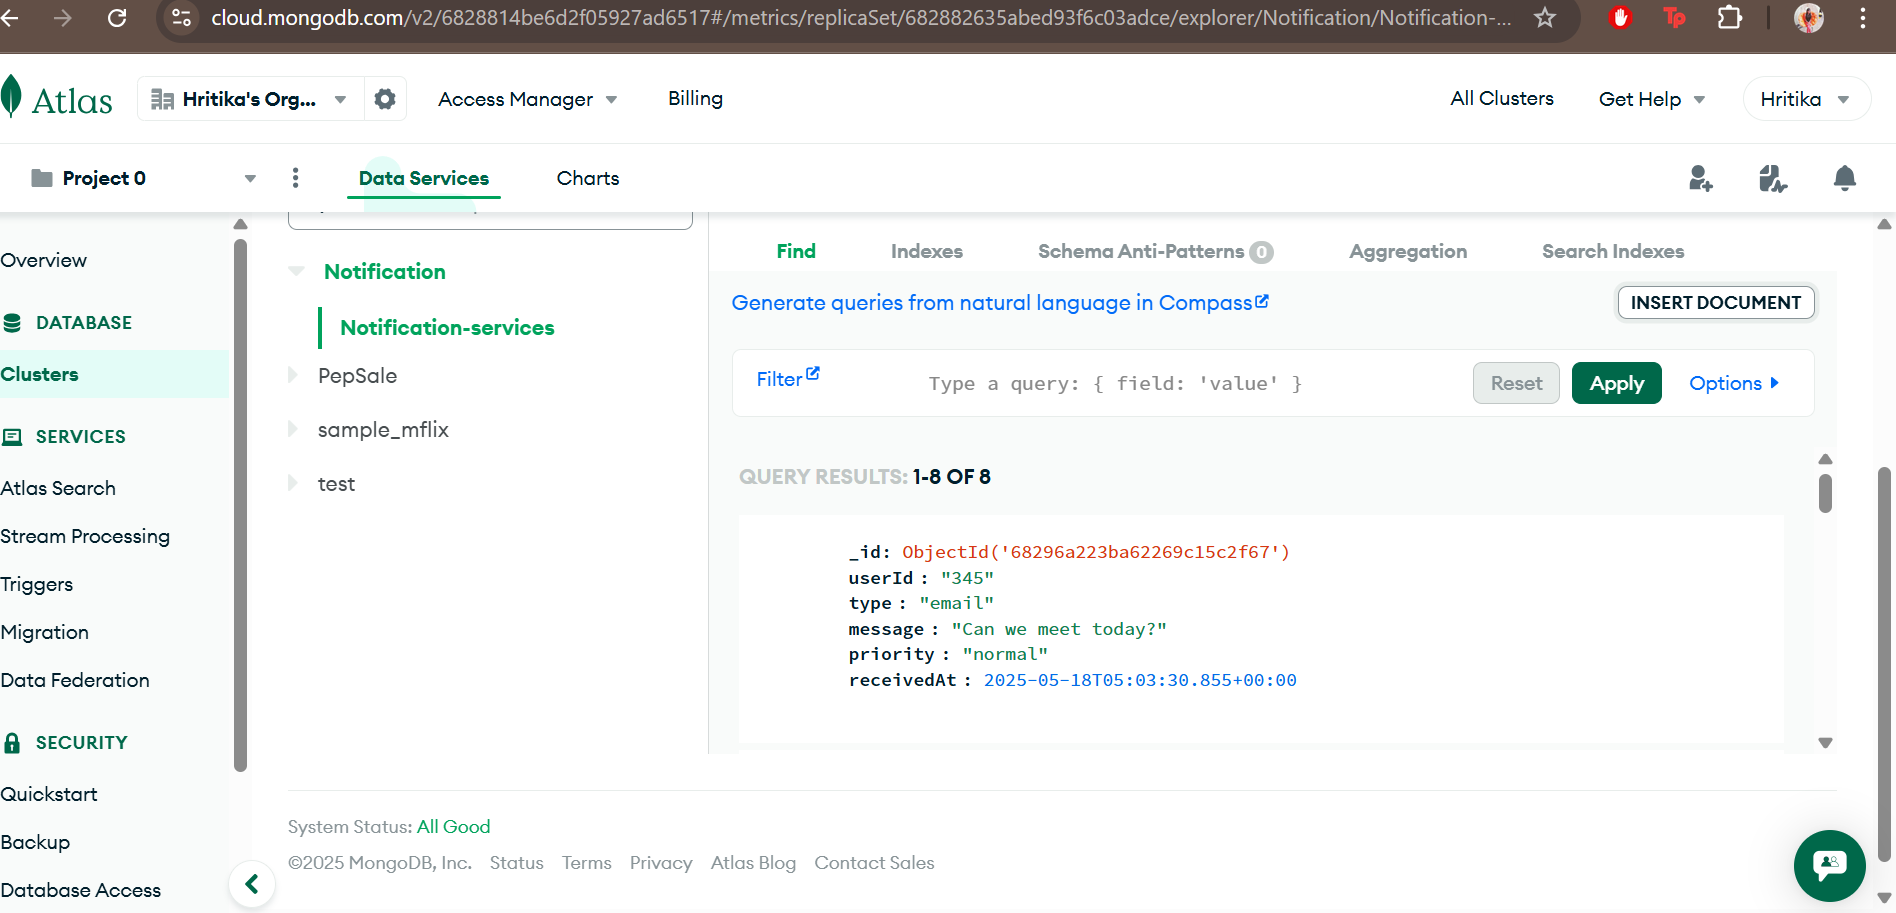 cloud.mongodb.com/v2/6828814be6d2f05927ad6517#/metrics/replicaSet/682882635abed93f6c03adce/explorer/Notification/Notification-...
Tp
Atlas
Hritika's Org...
Access Manager
Billing
All Clusters
Get Help
Hritika
Project 0
Data Services
Charts
Overview
DATABASE
Clusters
SERVICES
Atlas Search
Stream Processing
Triggers
Migration
Data Federation
SECURITY
Quickstart
Backup
Database Access
Notification
Notification-services
PepSale
sample_mflix
test
Find
Indexes
Schema Anti-Patterns 0
Aggregation
Search Indexes
Generate queries from natural language in Compass
INSERT DOCUMENT
Filter
Type a query: { field: 'value' }
Reset
Apply
Options
QUERY RESULTS: 1-8 OF 8
_id: ObjectId('68296a223ba62269c15c2f67')
userId : "345"
type : "email"
message : "Can we meet today?"
priority : "normal"
receivedAt : 2025-05-18T05:03:30.855+00:00
System Status: All Good
©2025 MongoDB, Inc. Status Terms Privacy Atlas Blog Contact Sales